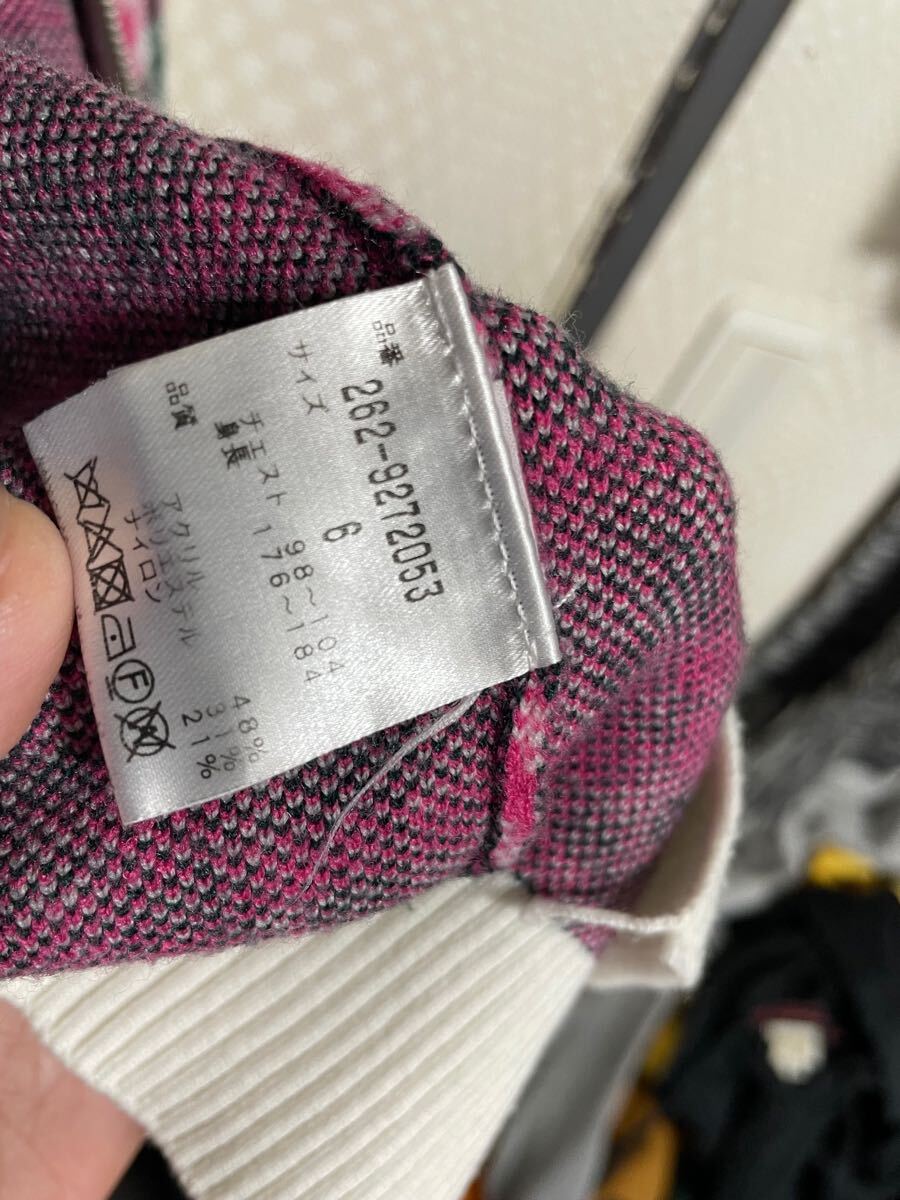 品番
262-9272053
サイズ 6
チェスト 98~104
身長 176~184
品質
アクリル 48%
ポリエステル 31%
ナイロン 21%
F